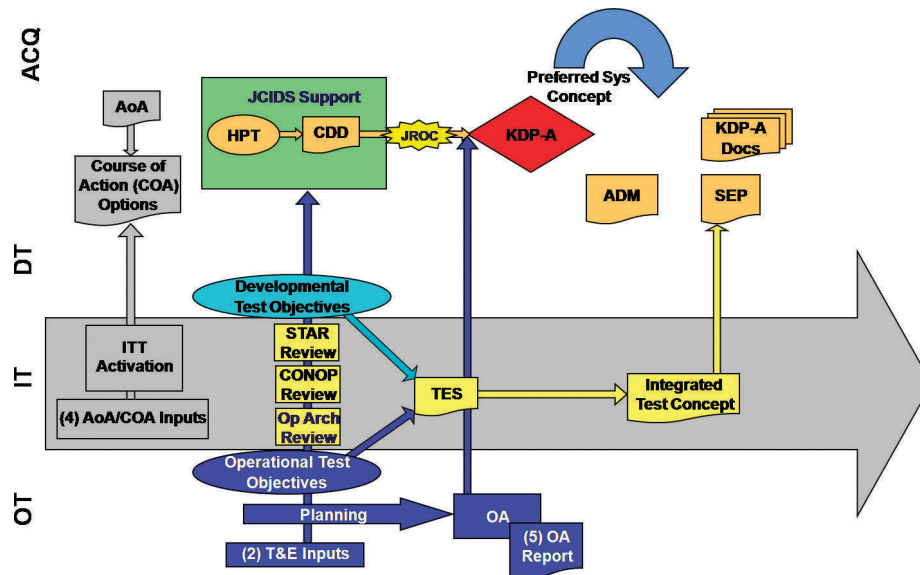 ACQ
DT
IT
OT
AoA
Course of
Action (COA)
Options
JCIDS Support
HPT
CDD
JROC
KDP-A
Preferred Sys
Concept
KDP-A
Docs
ADM
SEP
Developmental
Test Objectives
ITT
Activation
(4) AoA/COA Inputs
STAR
Review
CONOP
Review
Op Arch
Review
TES
Integrated
Test Concept
Operational Test
Objectives
Planning
OA
(5) OA
Report
(2) T&E Inputs